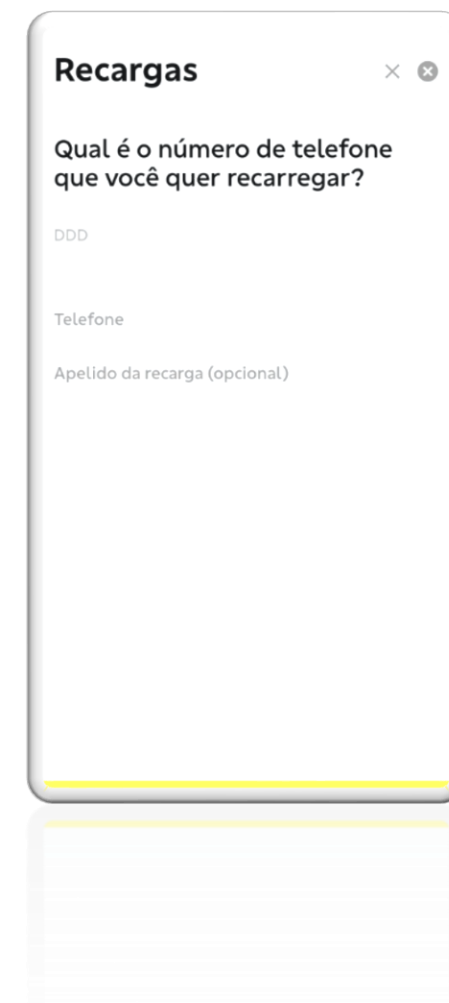 Recargas
Qual é o número de telefone
que você quer recarregar?
DDD
Telefone
Apelido da recarga (opcional)